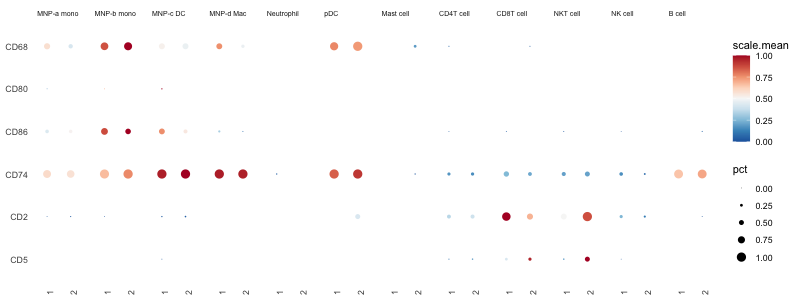 MNP-a mono MNP-b mono MNP-c DC MNP-d Mac Neutrophil pDC Mast cell CD4T cell CD8T cell NKT cell NK cell B cell
CD68
CD80
CD86
CD74
CD2
CD5
1 2 1 2 1 2 1 2 1 2 1 2 1 2 1 2 1 2 1 2 1 2 1 2
scale.mean
1.00
0.75
0.50
0.25
0.00
pct
0.00
0.25
0.50
0.75
1.00